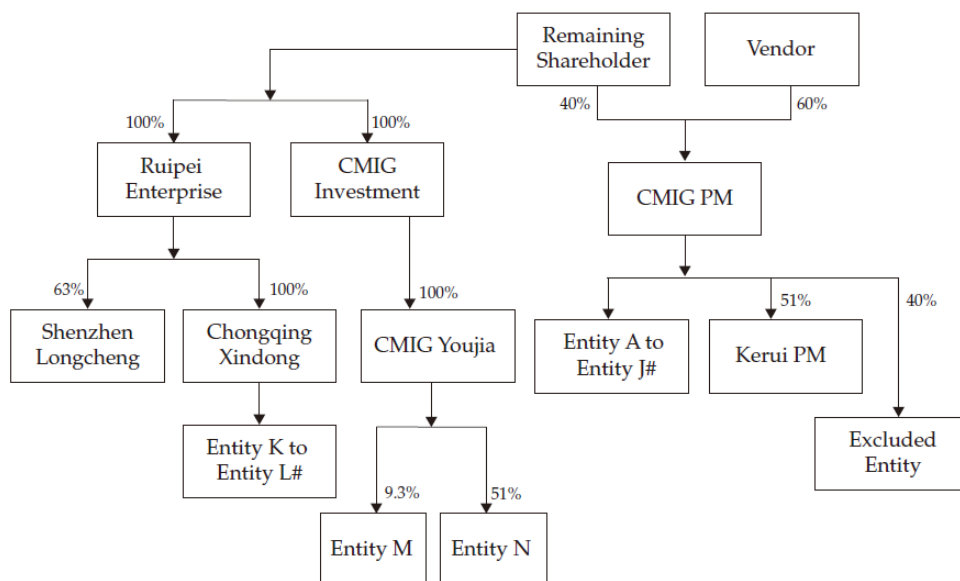 Remaining
Shareholder
Vendor
40%
60%
100%
100%
Ruipei
Enterprise
CMIG
Investment
CMIG PM
63%
100%
100%
51%
40%
Shenzhen
Longcheng
Chongqing
Xindong
CMIG Youjia
Entity A to
Entity J#
Kerui PM
Entity K to
Entity L#
Excluded
Entity
9.3%
51%
Entity M
Entity N